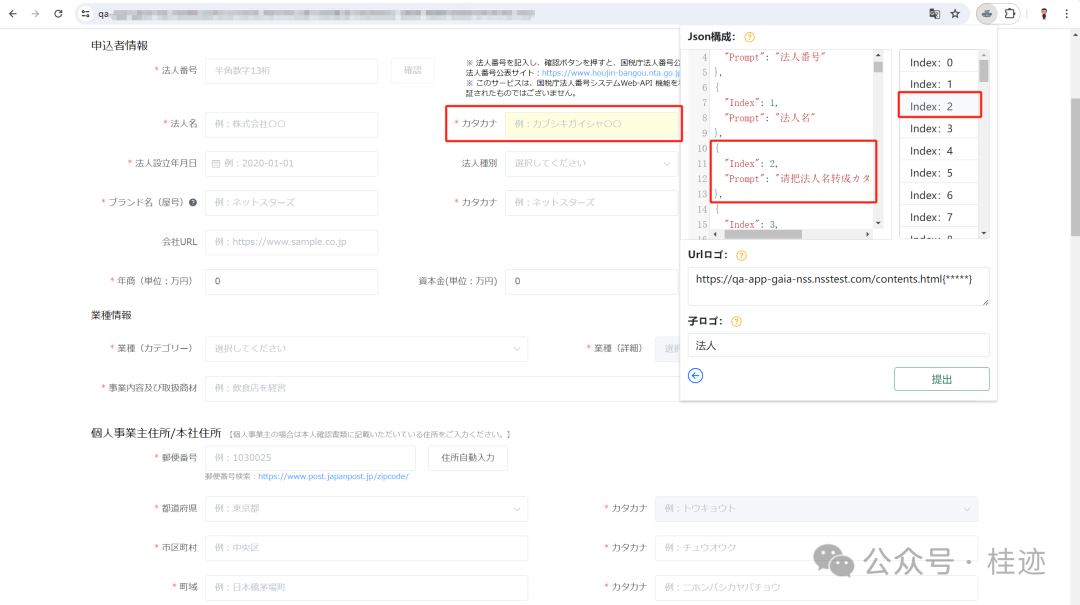 qa-
申込者情報
* 法人番号 半角数字13桁 確認
※ 法人番号を記入し、確認ボタンを押すと、国税庁法人番号公
法人番号公表サイト：https://www.houjin-bangou.nta.go.jp
※ このサービスは、国税庁法人番号システムWeb-API 機能を
証されたものではございません。
* 法人名 例：株式会社〇〇 * カタカナ 例：カブシキガイシャ〇〇
* 法人設立年月日 例：2020-01-01 法人種別 選択してください
* ブランド名（屋号） 例：ネットスターズ * カタカナ 例：ネットスターズ
会社URL 例：https://www.sample.co.jp
* 年商（単位：万円） 0 資本金(単位：万円) 0
業種情報
* 業種（カテゴリー） 選択してください * 業種（詳細） 選択
* 事業内容及び取扱商材 例：飲食店を経営
個人事業主住所/本社住所 【個人事業主の場合は本人確認書類に記載いただいている住所をご入力ください。】
* 郵便番号 例：1030025 住所自動入力
郵便番号検索：https://www.post.japanpost.jp/zipcode/
* 都道府県 例：東京都 * カタカナ 例：トウキョウト
* 市区町村 例：中央区 * カタカナ 例：チュウオウク
* 町域 例：日本橋茅場町 * カタカナ 例：ニホンバシカヤバチョウ
Json構成：
4 "Prompt": "法人番号"
5 },
6 {
7 "Index": 1,
8 "Prompt": "法人名"
9 },
10 {
11 "Index": 2,
12 "Prompt": "请把法人名转成カタ
13 },
14 {
15 "Index": 3,
16
Index：0
Index：1
Index：2
Index：3
Index：4
Index：5
Index：6
Index：7
Index：8
Urlロゴ：
https://qa-app-gaia-nss.nsstest.com/contents.html{*****}
子ロゴ：
法人
提出
公众号 · 桂迹